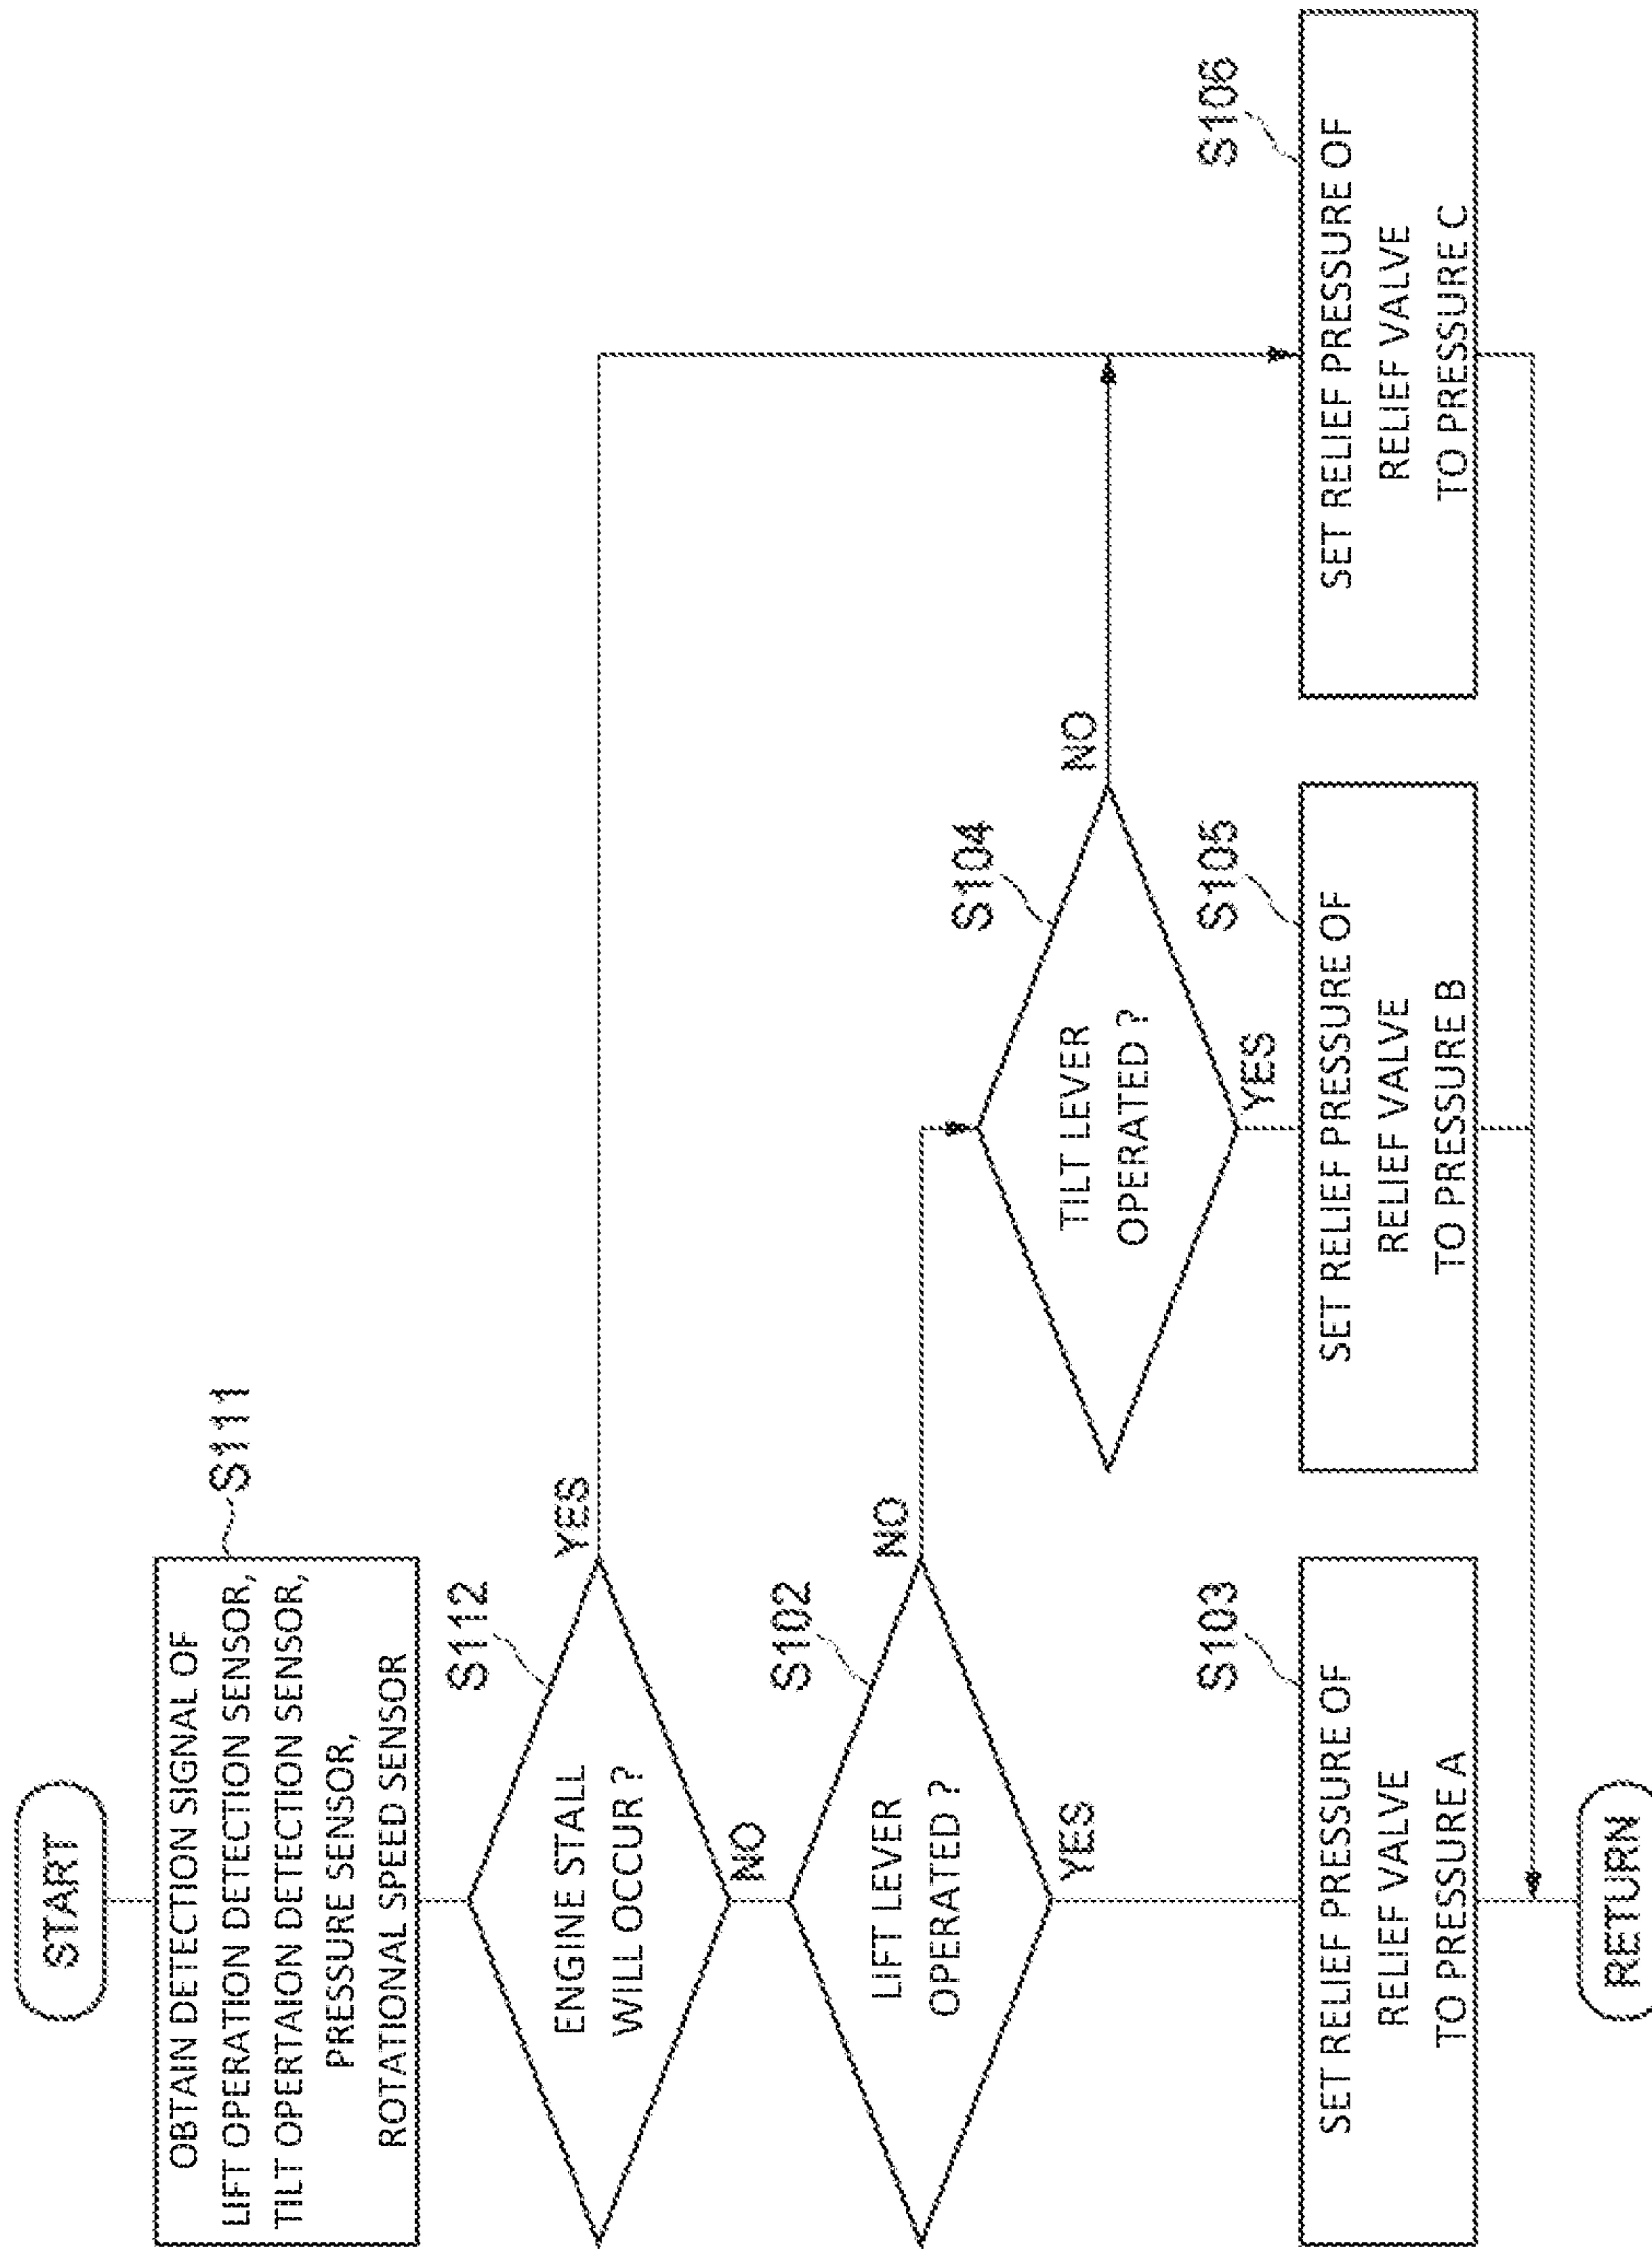 START
OBTAIN DETECTION SIGNAL OF
LIFT OPERATION DETECTION SENSOR,
TILT OPERTAION DETECTION SENSOR,
PRESSURE SENSOR,
ROTATIONAL SPEED SENSOR
S111
ENGINE STALL
WILL OCCUR ?
S112
YES
NO
LIFT LEVER
OPERATED ?
S102
NO
YES
TILT LEVER
OPERATED ?
S104
NO
YES
SET RELIEF PRESSURE OF
RELIEF VALVE
TO PRESSURE A
S103
SET RELIEF PRESSURE OF
RELIEF VALVE
TO PRESSURE B
S105
SET RELIEF PRESSURE OF
RELIEF VALVE
TO PRESSURE C
S106
RETURN